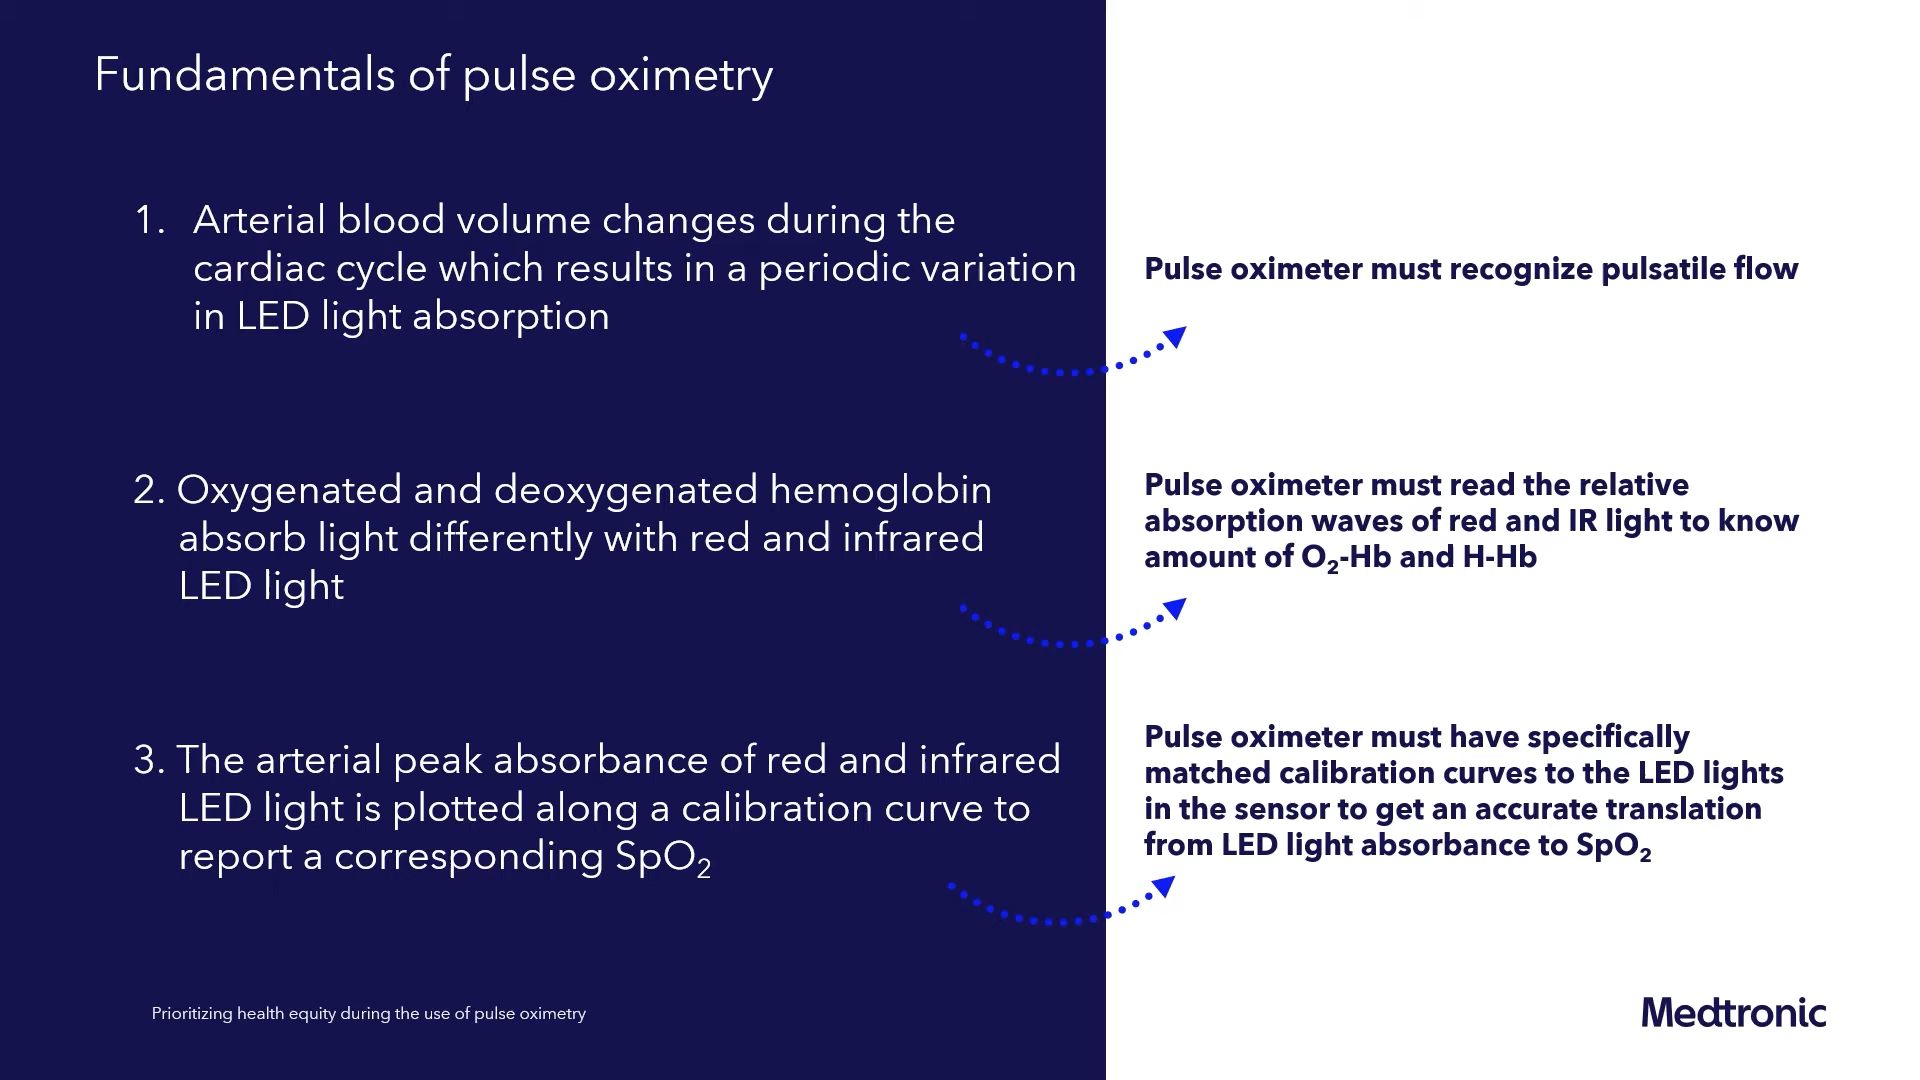 Fundamentals of pulse oximetry
1. Arterial blood volume changes during the
cardiac cycle which results in a periodic variation
in LED light absorption
Pulse oximeter must recognize pulsatile flow
2. Oxygenated and deoxygenated hemoglobin
absorb light differently with red and infrared
LED light
Pulse oximeter must read the relative
absorption waves of red and IR light to know
amount of O₂-Hb and H-Hb
3. The arterial peak absorbance of red and infrared
LED light is plotted along a calibration curve to
report a corresponding SpO₂
Pulse oximeter must have specifically
matched calibration curves to the LED lights
in the sensor to get an accurate translation
from LED light absorbance to SpO₂
Prioritizing health equity during the use of pulse oximetry
Medtronic